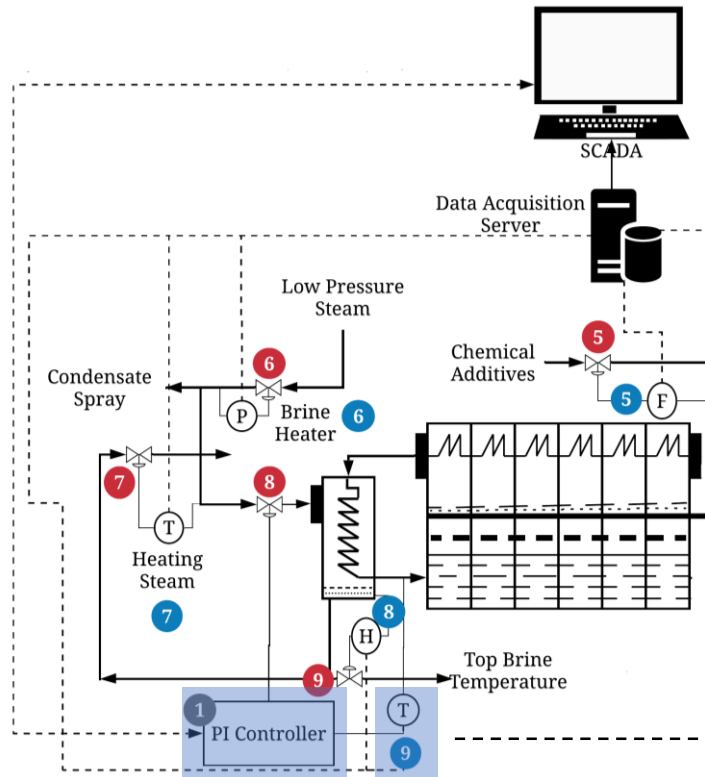 SCADA
Data Acquisition
Server
Low Pressure
Steam
5
Chemical
Additives
6
Condensate
Spray
P
Brine
Heater
6
5
F
7
8
T
Heating
Steam
7
8
H
9
Top Brine
Temperature
1
PI Controller
T
9